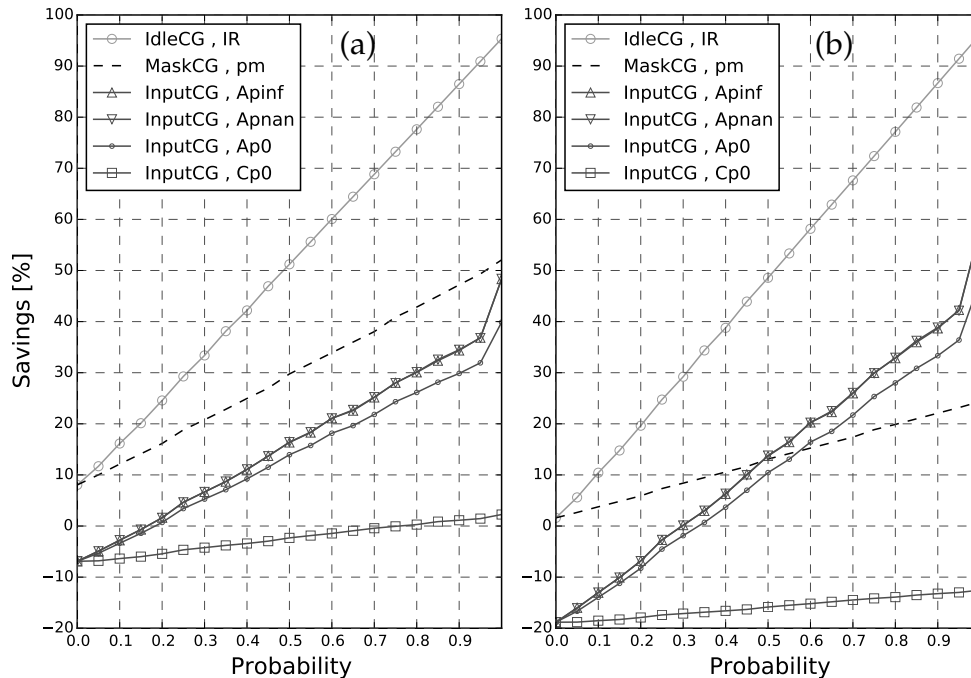 100
90
80
70
60
50
40
30
20
10
0
−10
−20
Savings [%]
IdleCG , IR
MaskCG , pm
InputCG , Apinf
InputCG , Apnan
InputCG , Ap0
InputCG , Cp0
(a)
0.0 0.1 0.2 0.3 0.4 0.5 0.6 0.7 0.8 0.9
Probability
100
90
80
70
60
50
40
30
20
10
0
−10
−20
IdleCG , IR
MaskCG , pm
InputCG , Apinf
InputCG , Apnan
InputCG , Ap0
InputCG , Cp0
(b)
0.0 0.1 0.2 0.3 0.4 0.5 0.6 0.7 0.8 0.9
Probability